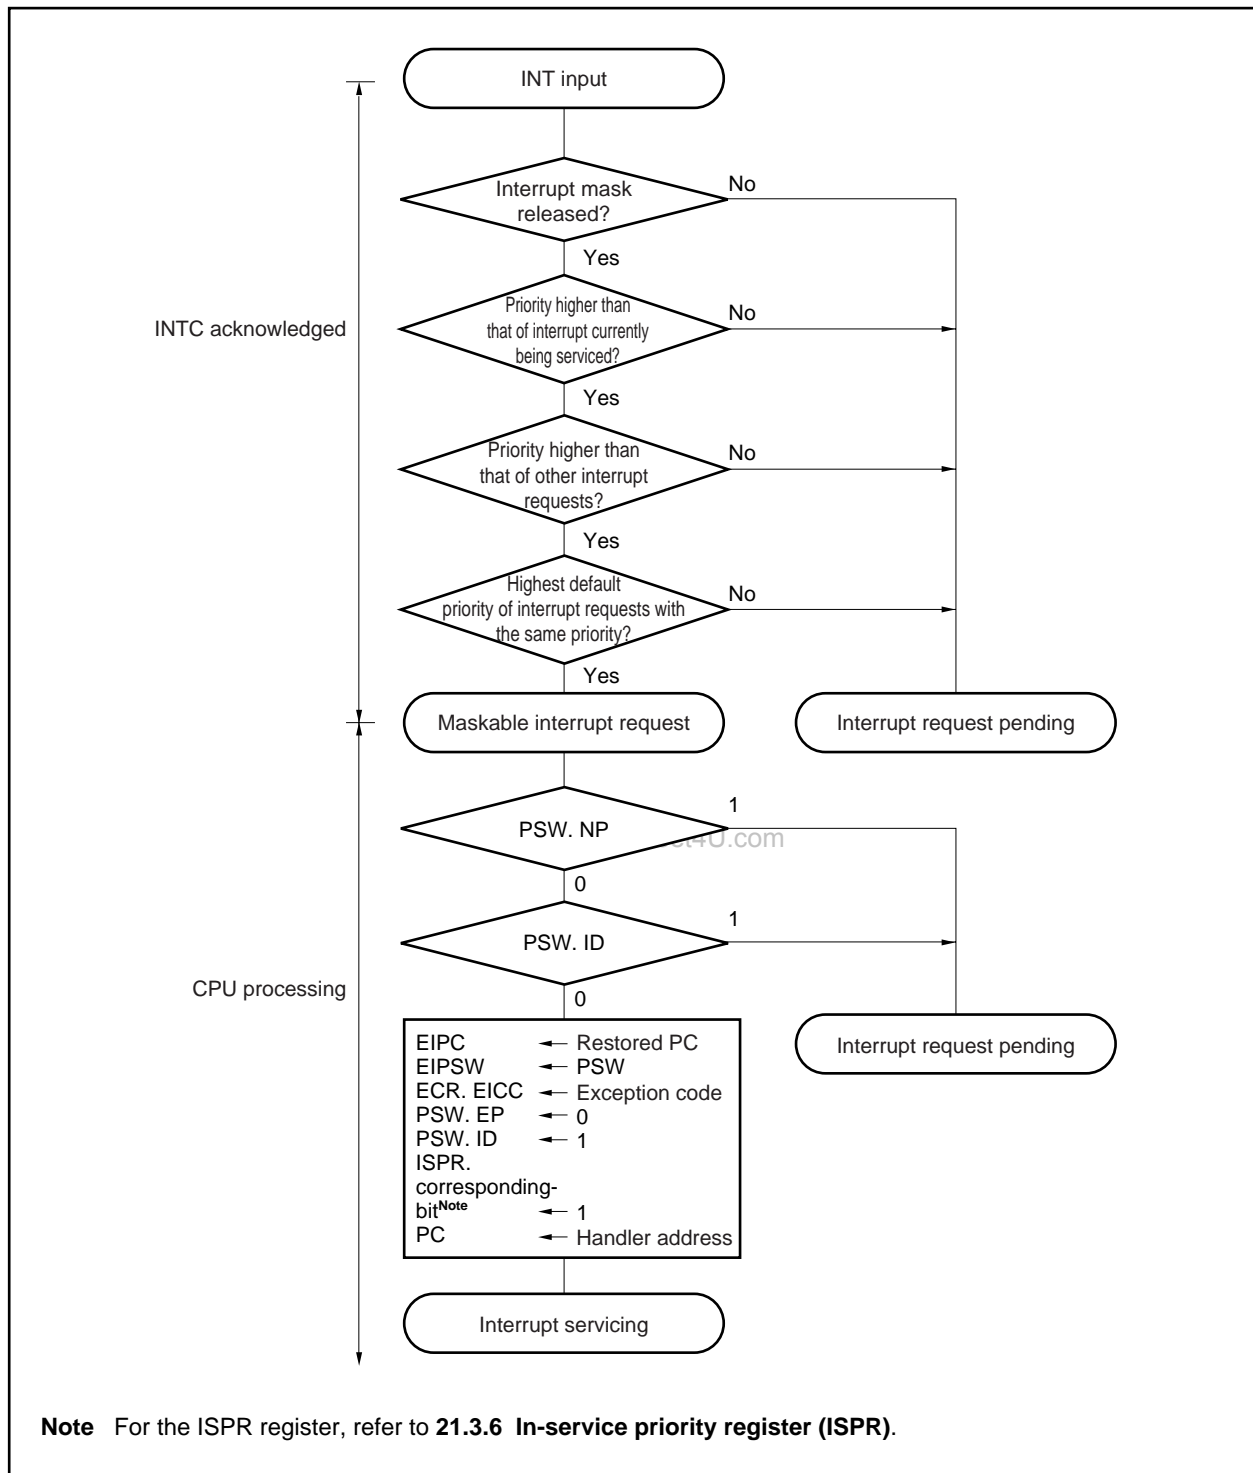 INT input
Interrupt mask
released?
No
Yes
Priority higher than
that of interrupt currently
being serviced?
No
INTC acknowledged
Yes
Priority higher than
that of other interrupt
requests?
No
Yes
Highest default
priority of interrupt requests with
the same priority?
No
Yes
Maskable interrupt request
Interrupt request pending
PSW. NP
1
ct4U.com
0
PSW. ID
1
CPU processing
0
EIPC ← Restored PC
EIPSW ← PSW
ECR. EICC ← Exception code
PSW. EP ← 0
PSW. ID ← 1
ISPR.
corresponding-
bitNote ← 1
PC ← Handler address
Interrupt request pending
Interrupt servicing
Note For the ISPR register, refer to 21.3.6 In-service priority register (ISPR).